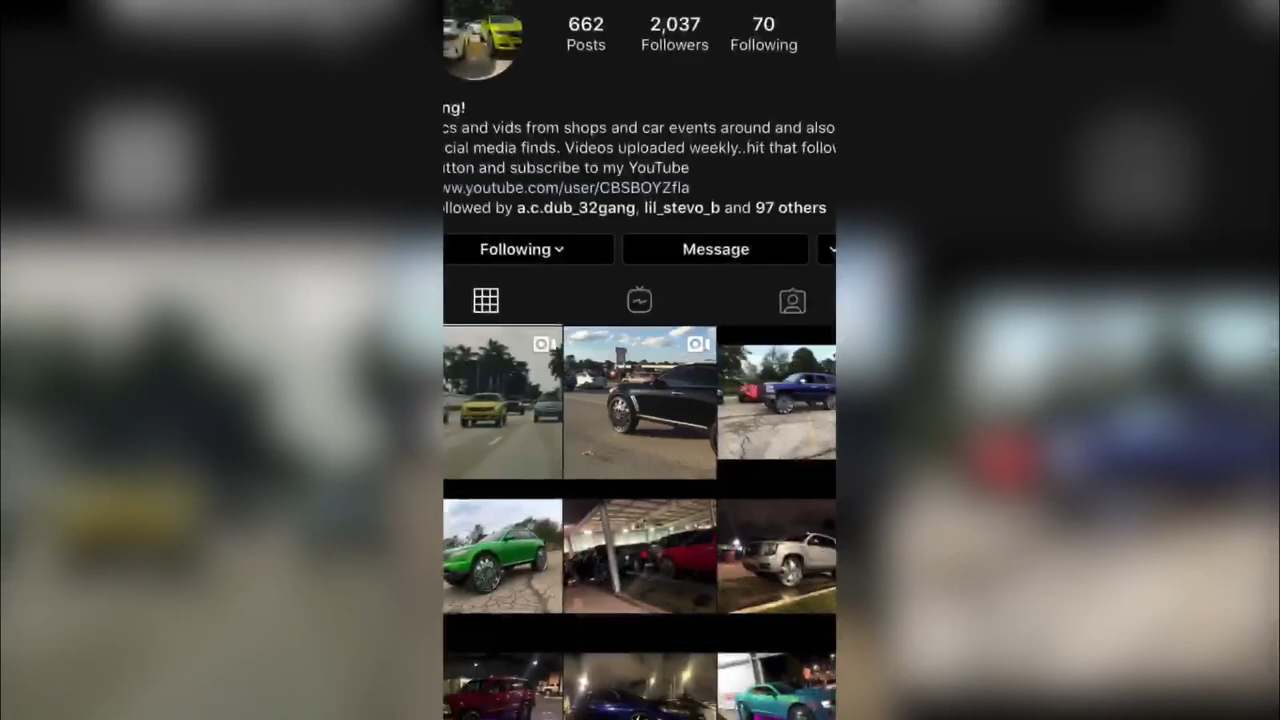 662 2,037 70
Posts Followers Following
ng!
cs and vids from shops and car events around and also
cial media finds. Videos uploaded weekly..hit that follow
utton and subscribe to my YouTube
ww.youtube.com/user/CBSBOYZfla
ollowed by a.c.dub_32gang, lil_stevo_b and 97 others
Following Message